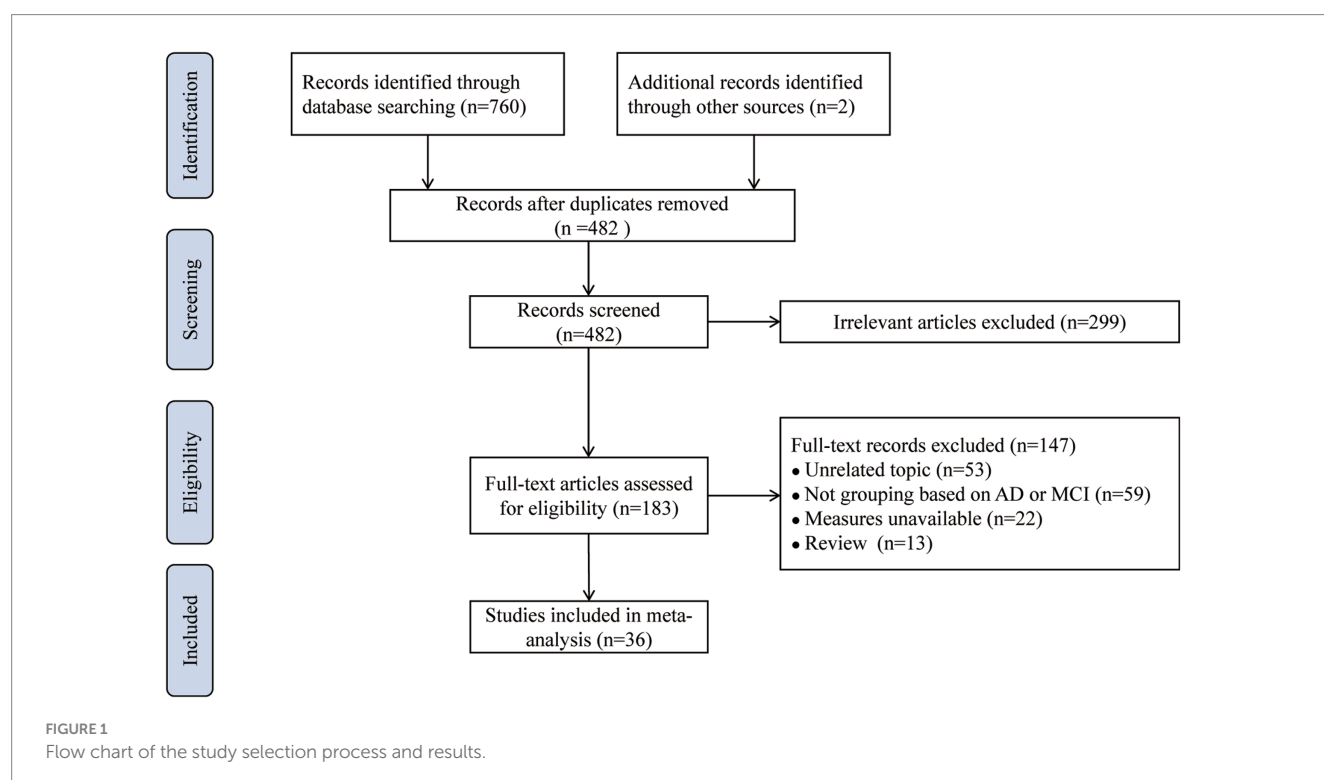 Identification
Records identified through
database searching (n=760)
Additional records identified
through other sources (n=2)
Records after duplicates removed
(n =482 )
Screening
Records screened
(n=482)
Irrelevant articles excluded (n=299)
Eligibility
Full-text articles assessed
for eligibility (n=183)
Full-text records excluded (n=147)
• Unrelated topic (n=53)
• Not grouping based on AD or MCI (n=59)
• Measures unavailable (n=22)
• Review (n=13)
Included
Studies included in meta-
analysis (n=36)
FIGURE 1
Flow chart of the study selection process and results.